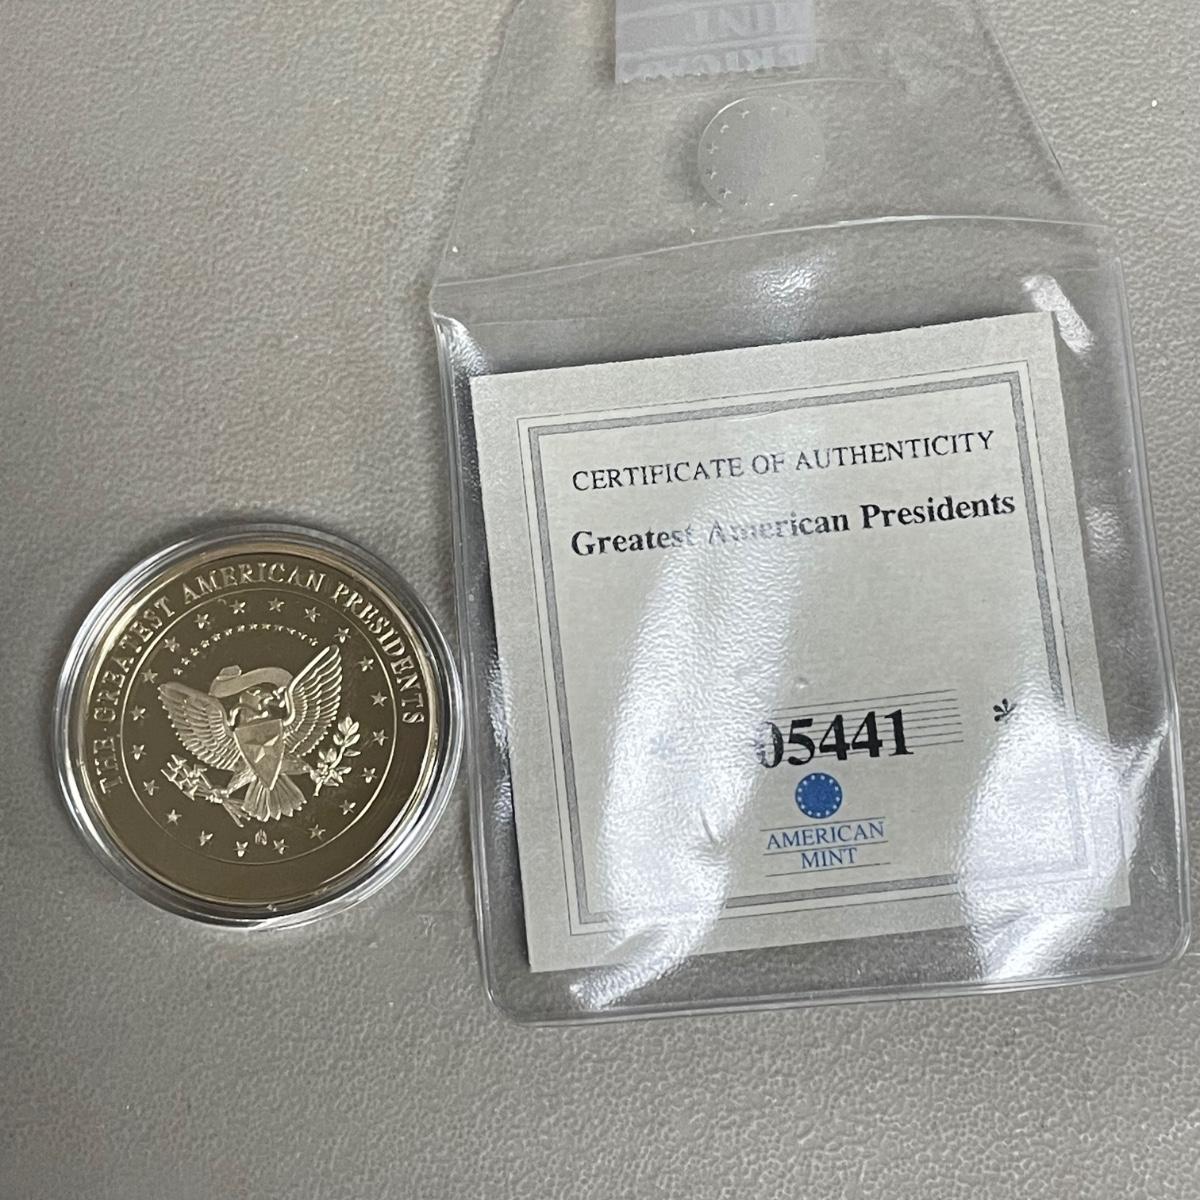 THE GREATEST AMERICAN PRESIDENTS
CERTIFICATE OF AUTHENTICITY
Greatest American Presidents
05441
AMERICAN
MINT